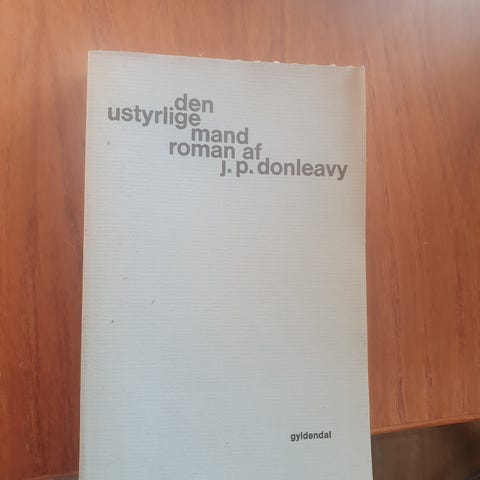 den
ustyrlige
mand
roman af
j. p. donleavy
gyldendal